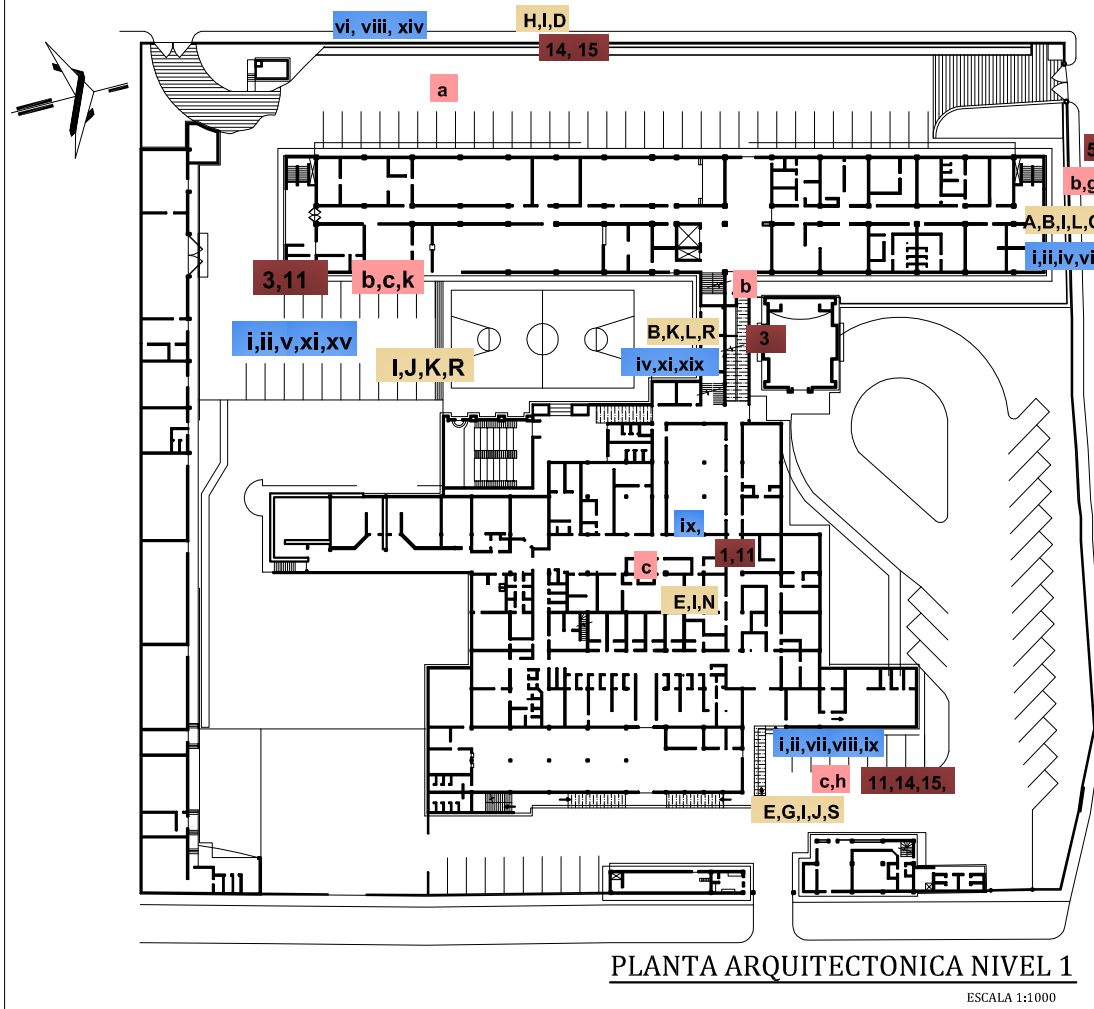 vi, viii, xiv
H,I,D
14, 15
a
b,g
A,B,I,L,
i,ii,iv,vi
3,11
b,c,k
b
i,ii,v,xi,xv
B,K,L,R
3
iv,xi,xix
I,J,K,R
ix,
1,11
c
E,I,N
i,ii,vii,viii,ix
c,h
11,14,15,
E,G,I,J,S
PLANTA ARQUITECTONICA NIVEL 1
ESCALA 1:1000